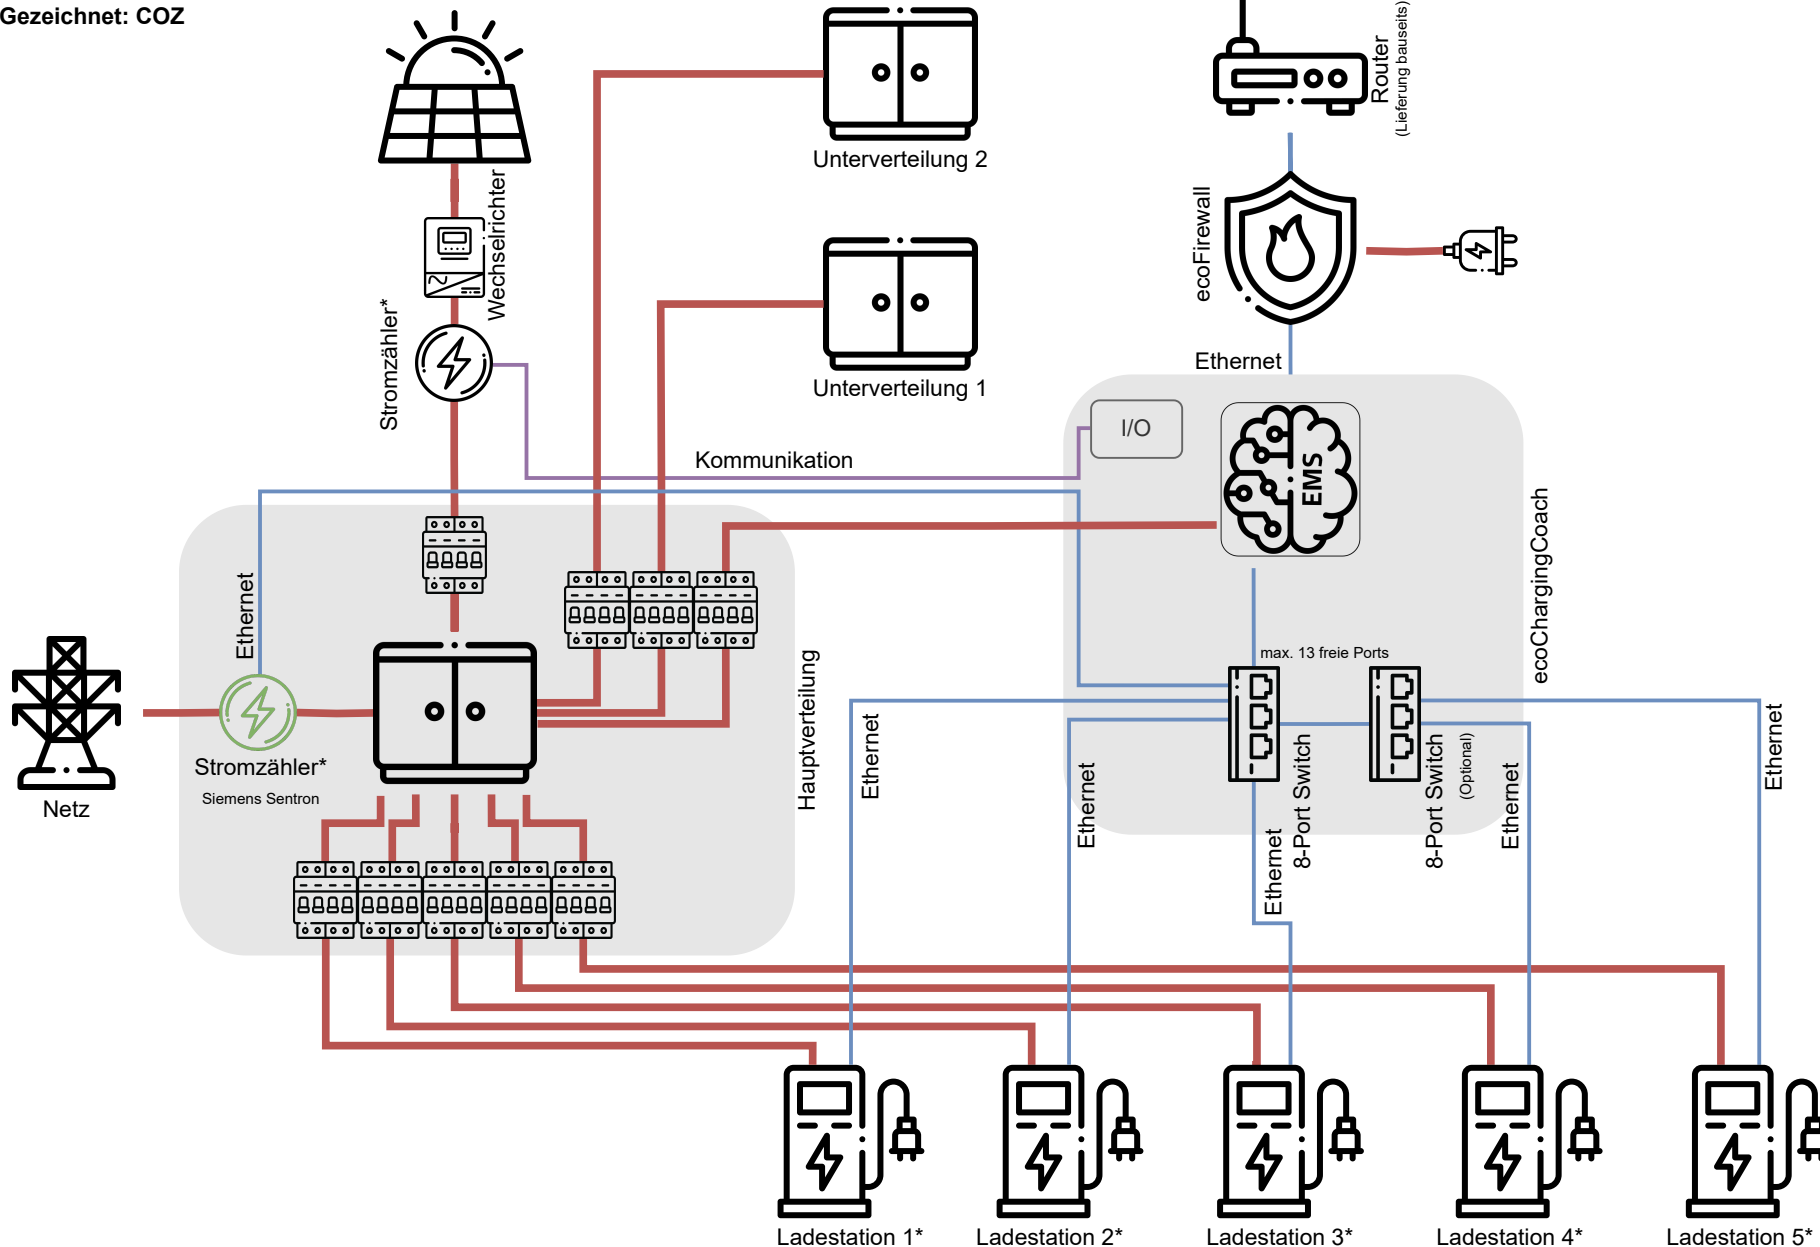 Gezeichnet: COZ
Router
(Lieferung bauseits)
Unterverteilung 2
Wechselrichter
ecoFirewall
Stromzähler*
Ethernet
Unterverteilung 1
I/O
Kommunikation
EMS
ecoChargingCoach
Ethernet
max. 13 freie Ports
Hauptverteilung
Stromzähler*
Siemens Sentron
Netz
Ethernet
Ethernet
Ethernet
8-Port Switch
8-Port Switch
(Optional)
Ethernet
Ethernet
Ladestation 1*
Ladestation 2*
Ladestation 3*
Ladestation 4*
Ladestation 5*